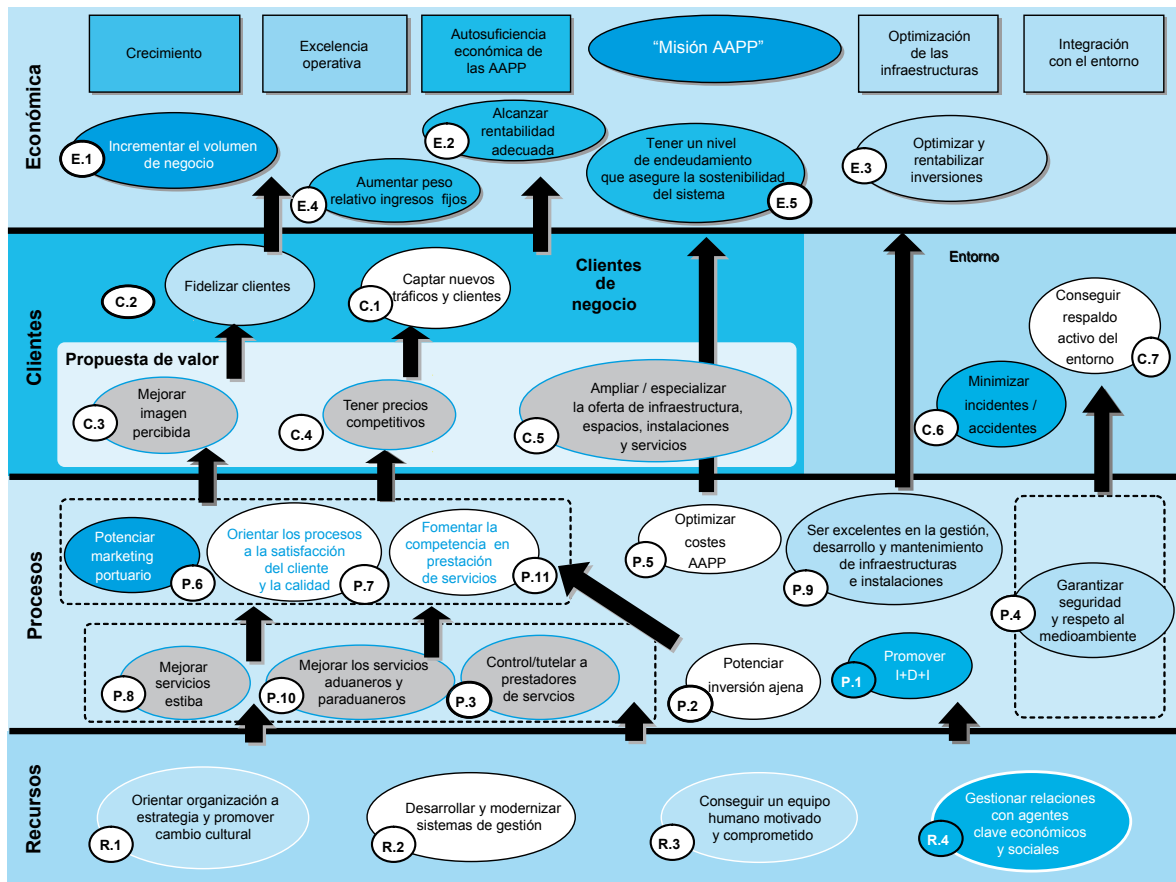 Económica
Crecimiento
Excelencia
operativa
Autosuficiencia
económica de
las AAPP
“Misión AAPP”
Optimización
de las
infraestructuras
Integración
con el entorno
E.1
Incrementar el volumen
de negocio
E.2
Alcanzar
rentabilidad
adecuada
E.4
Aumentar peso
relativo ingresos fijos
Tener un nivel
de endeudamiento
que asegure la sostenibilidad
del sistema
E.5
E.3
Optimizar y
rentabilizar
inversiones
Clientes
C.2
Fidelizar clientes
C.1
Captar nuevos
tráficos y clientes
Clientes
de
negocio
Entorno
Conseguir
respaldo
activo del
entorno
C.7
Propuesta de valor
C.3
Mejorar
imagen
percibida
C.4
Tener precios
competitivos
C.5
Ampliar / especializar
la oferta de infraestructura,
espacios, instalaciones
y servicios
C.6
Minimizar
incidentes /
accidentes
Procesos
Potenciar
marketing
portuario
P.6
Orientar los procesos
a la satisfacción
del cliente
y la calidad
P.7
Fomentar la
competencia en
prestación
de servicios
P.11
P.5
Optimizar
costes
AAPP
P.9
Ser excelentes en la gestión,
desarrollo y mantenimiento
de infraestructuras
e instalaciones
P.4
Garantizar
seguridad
y respeto al
medioambiente
P.8
Mejorar
servicios
estiba
P.10
Mejorar los servicios
aduaneros y
paraduaneros
P.3
Control/tutelar a
prestadores
de servcios
P.2
Potenciar
inversión ajena
P.1
Promover
I+D+I
Recursos
R.1
Orientar organización a
estrategia y promover
cambio cultural
R.2
Desarrollar y modernizar
sistemas de gestión
R.3
Conseguir un equipo
humano motivado
y comprometido
R.4
Gestionar relaciones
con agentes
clave económicos
y sociales